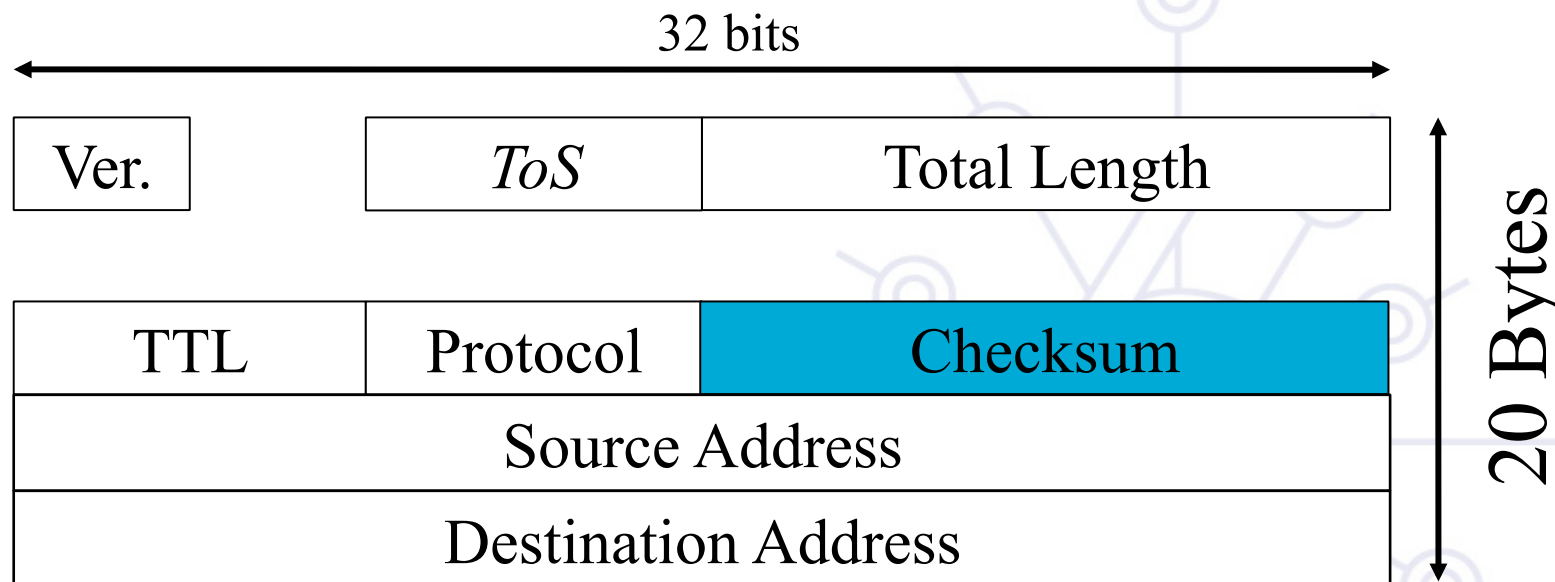 32 bits
Ver. ToS Total Length
TTL Protocol Checksum
Source Address
Destination Address
20 Bytes